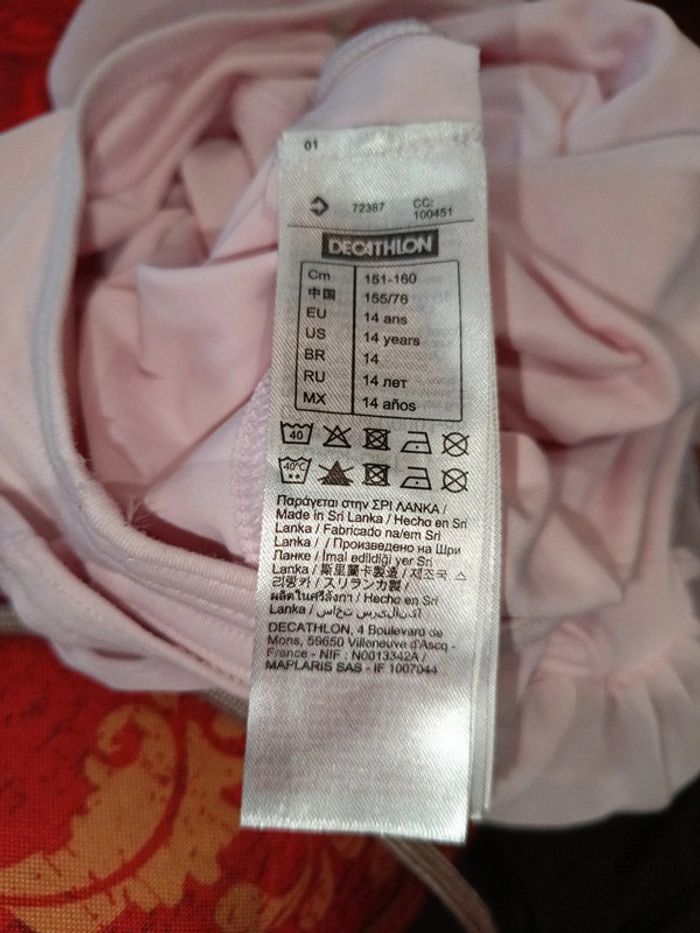 01
72387 CC:
100451
DECATHLON
Cm 151-160
中国 155/76
EU 14 ans
US 14 years
BR 14
RU 14 лет
MX 14 años
40
40°C
Παράγεται στην ΣΡΙ ΛΑΝΚΑ /
Made in Sri Lanka / Hecho en Sri
Lanka / Fabricado na/em Sri
Lanka / / Произведено на Шри
Ланке / İmal edildiği yer Sri
Lanka / 斯里蘭卡製造 / 제조국 스
리랑카 / スリランカ製 /
ผลิตในศรีลังกา / Hecho en Sri
Lanka /
DECATHLON, 4 Boulevard de
Mons, 59650 Villeneuve d'Ascq -
France - NIF : N0013342A /
MAPLARIS SAS - IF 1007044